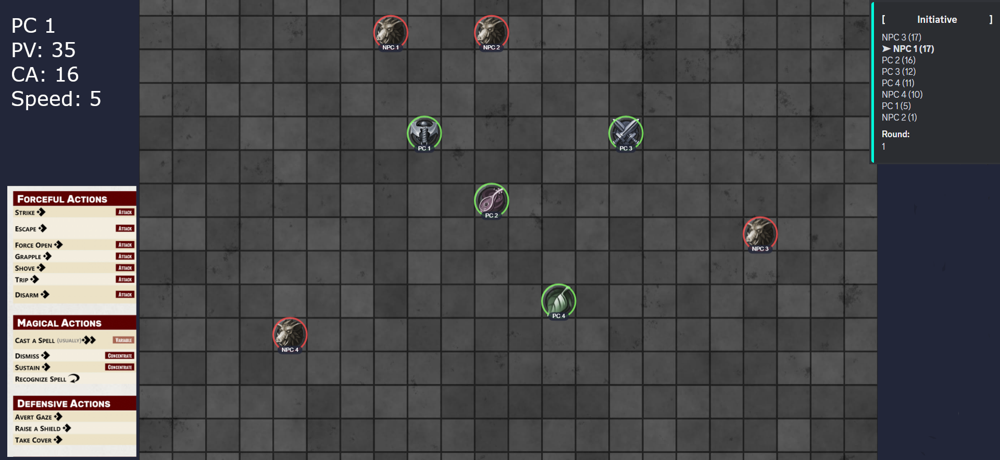 PC 1
PV: 35
CA: 16
Speed: 5
FORCEFUL ACTIONS
STRIKE ATTACK
ESCAPE ATTACK
FORCE OPEN ATTACK
GRAPPLE ATTACK
SHOVE ATTACK
TRIP ATTACK
DISARM ATTACK
MAGICAL ACTIONS
CAST A SPELL (USUALLY) VARIABLE
DISMISS CONCENTRATE
SUSTAIN CONCENTRATE
RECOGNIZE SPELL
DEFENSIVE ACTIONS
AVERT GAZE
RAISE A SHIELD
TAKE COVER
NPC 1
NPC 2
PC 1
PC 3
PC 2
NPC 3
PC 4
NPC 4
[ Initiative ]
NPC 3 (17)
➤ NPC 1 (17)
PC 2 (16)
PC 3 (12)
PC 4 (11)
NPC 4 (10)
PC 1 (5)
NPC 2 (1)
Round:
1